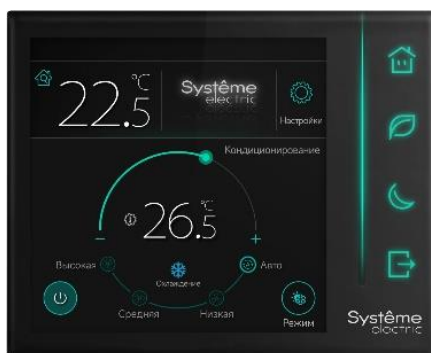 22.5 °C
Systême
electric
Настройки
Кондиционирование
26.5 °C
− +
Высокая
Авто
Охлаждение
Средняя
Низкая
Режим
Systême
electric